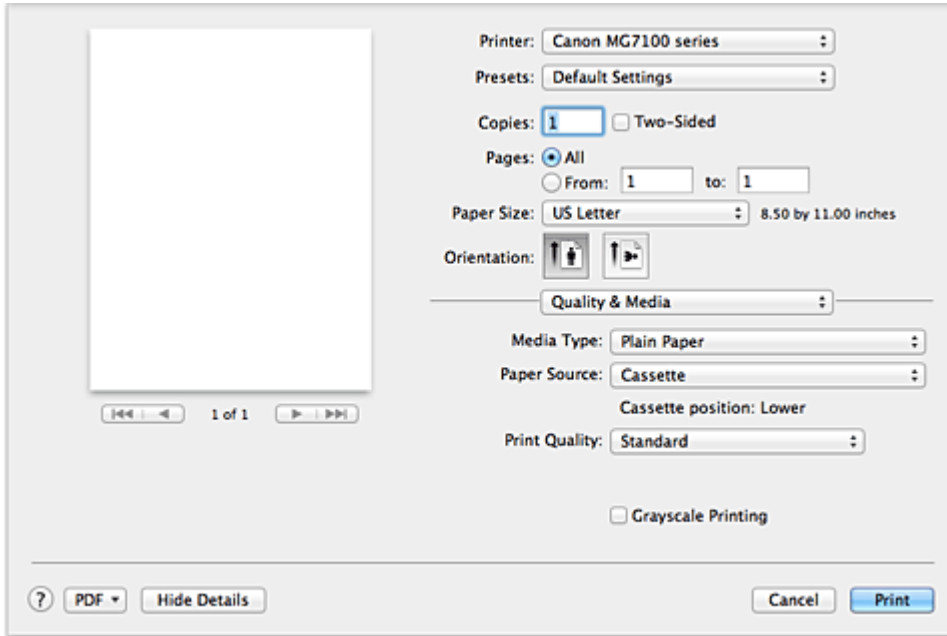 Printer: Canon MG7100 series
Presets: Default Settings
Copies: 1 Two-Sided
Pages: All
From: 1 to: 1
Paper Size: US Letter 8.50 by 11.00 inches
Orientation:
Quality & Media
Media Type: Plain Paper
Paper Source: Cassette
Cassette position: Lower
Print Quality: Standard
Grayscale Printing
1 of 1
? PDF Hide Details Cancel Print